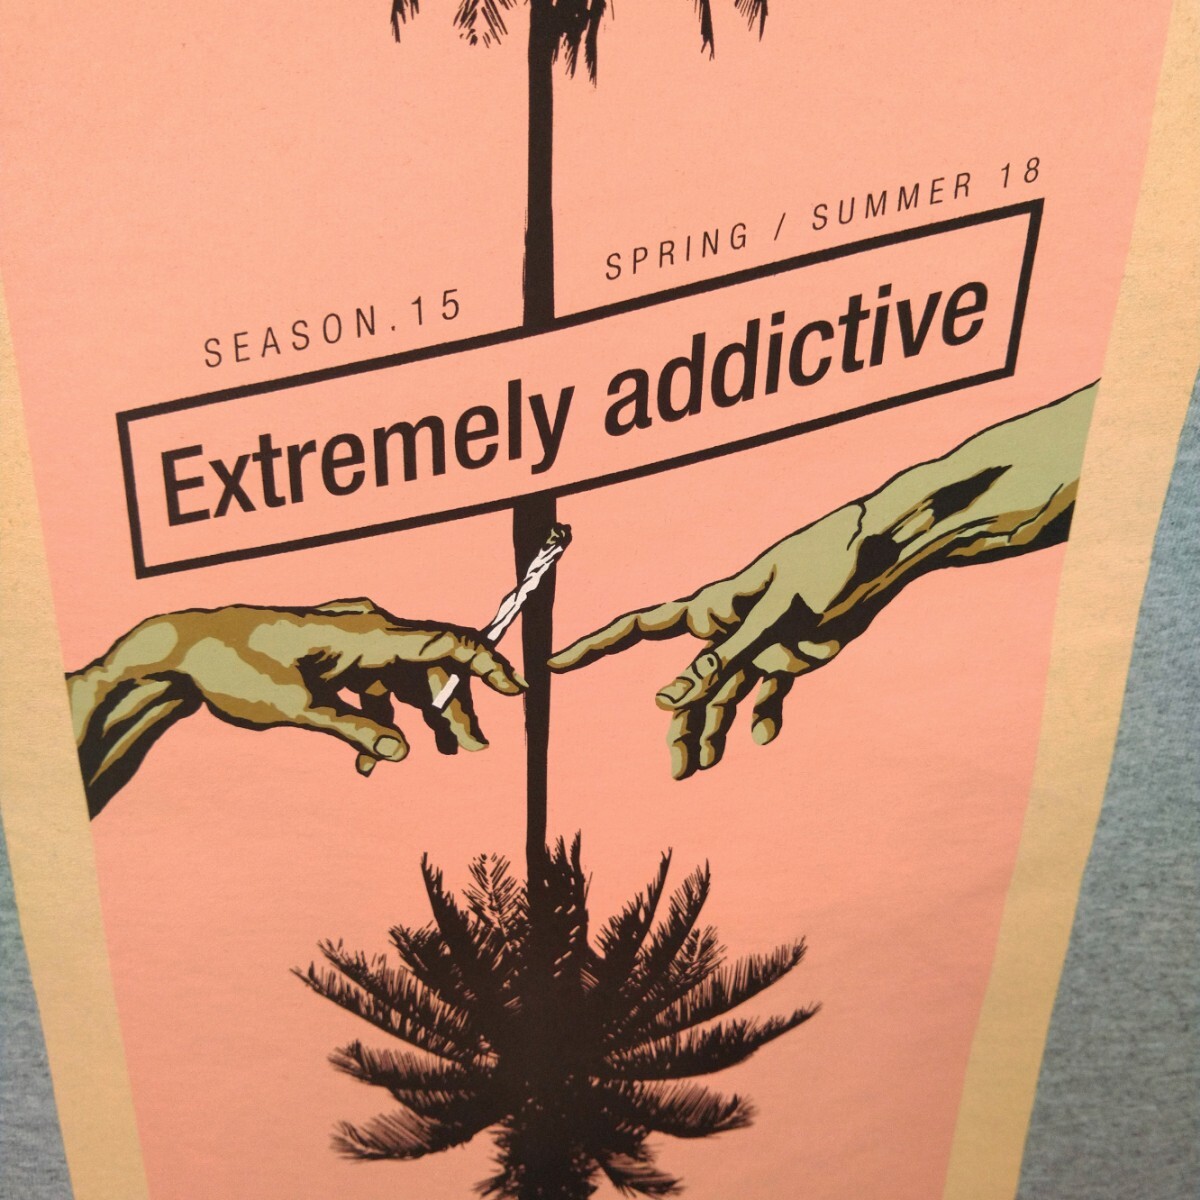 SEASON.15
SPRING / SUMMER 18
Extremely addictive